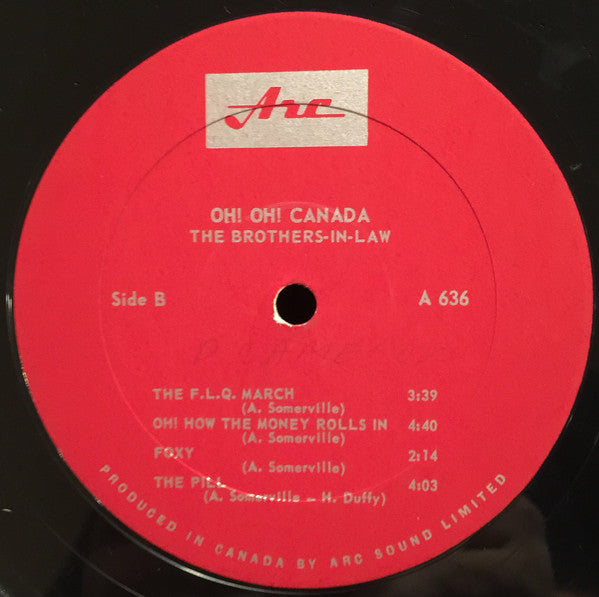 Arc
OH! OH! CANADA
THE BROTHERS-IN-LAW
Side B A 636
THE F.L.Q. MARCH 3:39
(A. Somerville)
OH! HOW THE MONEY ROLLS IN 4:40
(A. Somerville)
FOXY 2:14
(A. Somerville)
THE PILL 4:03
(A. Somerville – H. Duffy)
PRODUCED IN CANADA BY ARC SOUND LIMITED